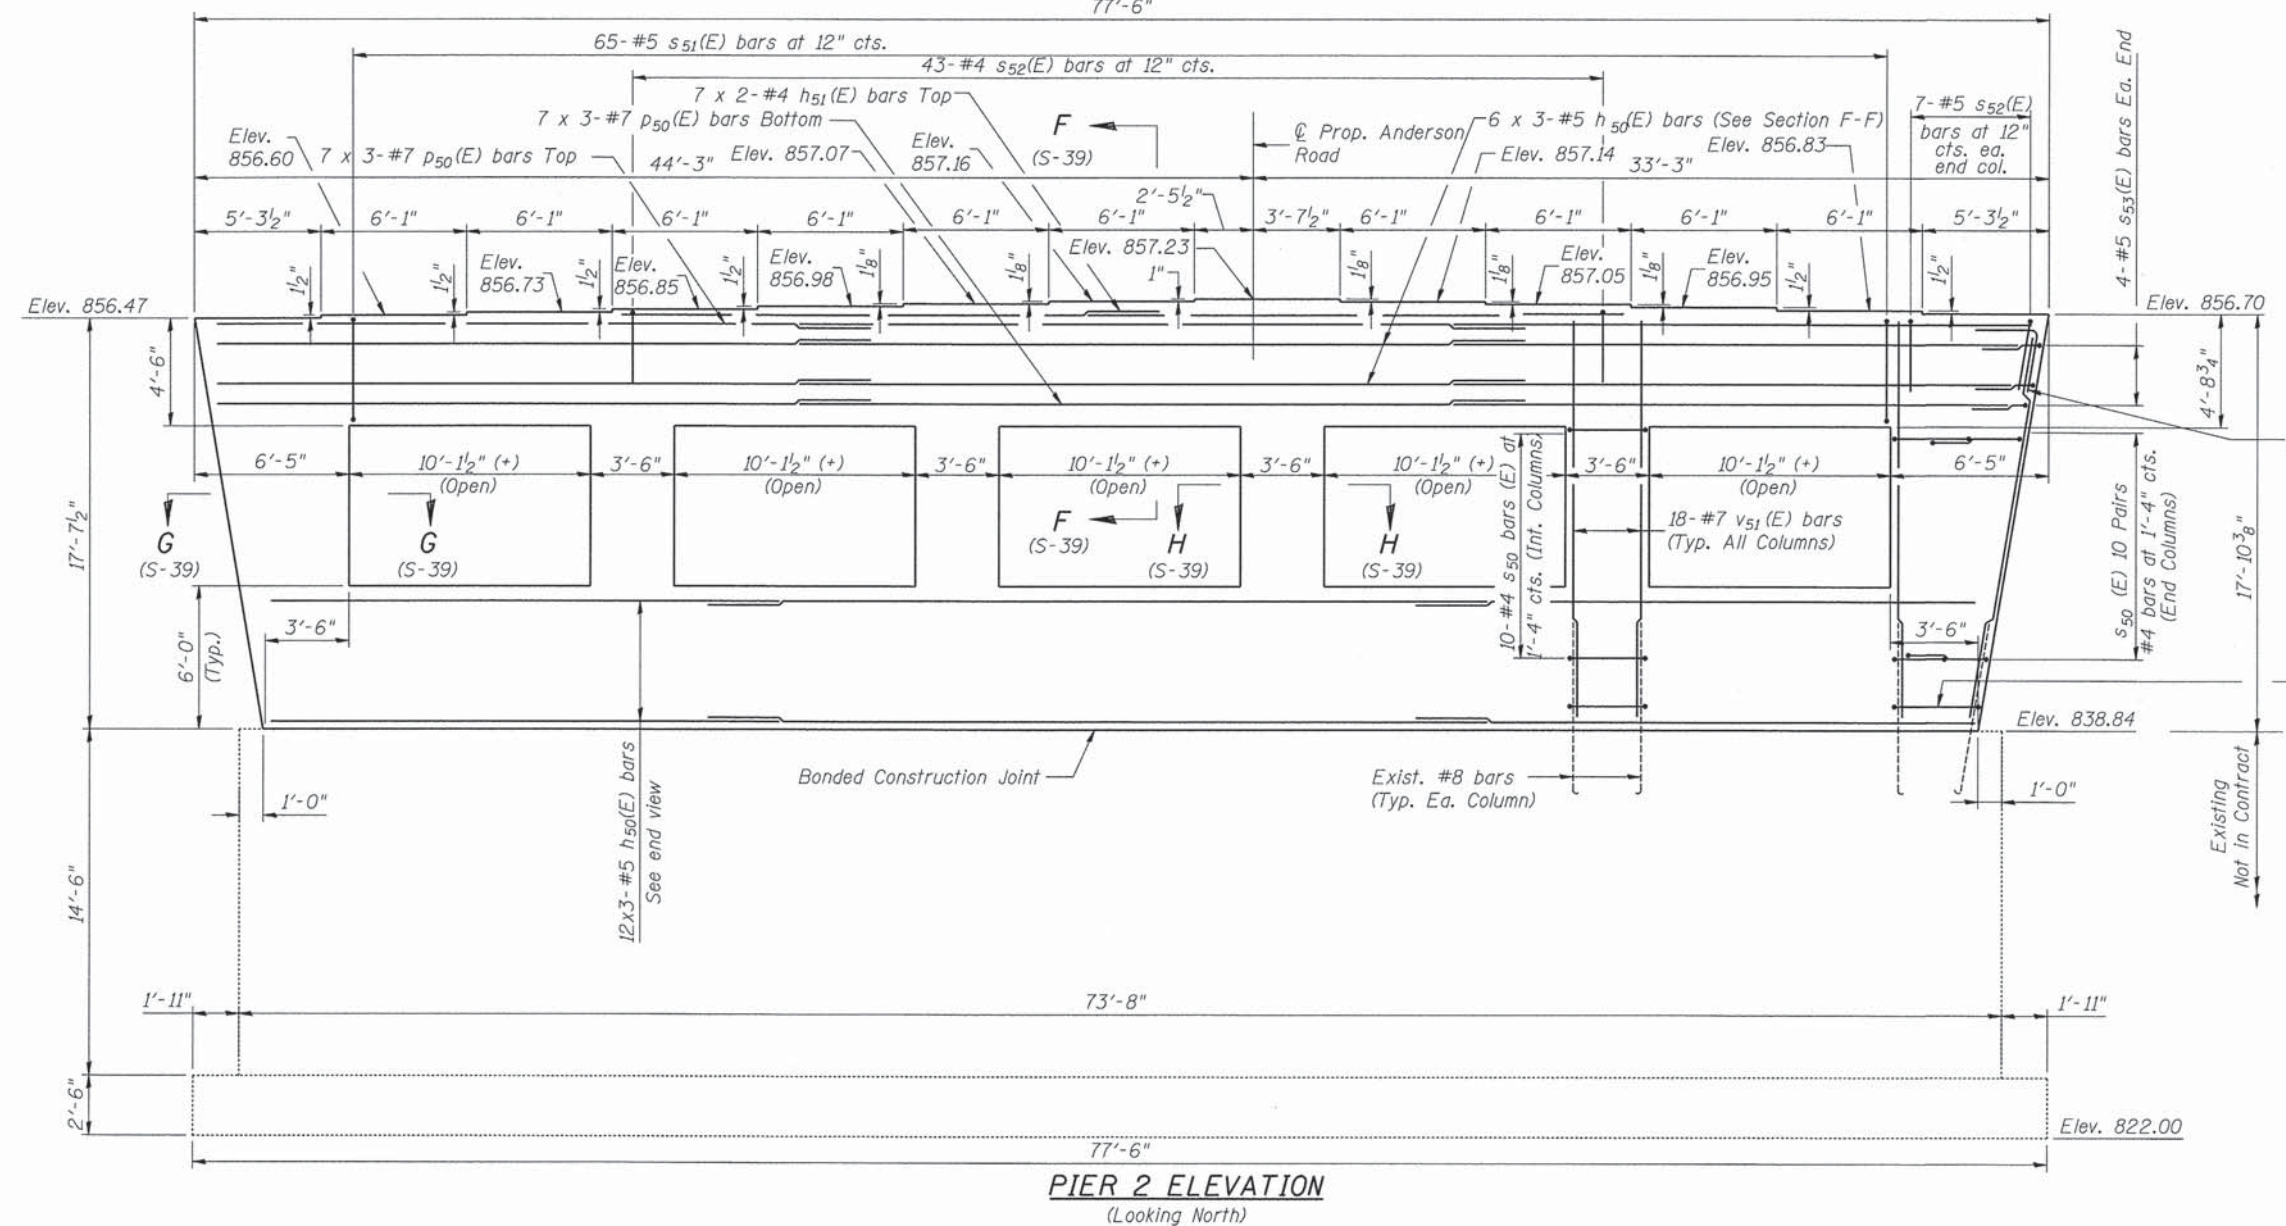 77'-6"
65-#5 s51(E) bars at 12" cts.
43-#4 s52(E) bars at 12" cts.
7 x 2-#4 h51(E) bars Top
7 x 3-#7 p50(E) bars Bottom
7 x 3-#7 p50(E) bars Top
F
(S-39)
℄ Prop. Anderson
Road
6 x 3-#5 h50(E) bars (See Section F-F)
7-#5 s52(E)
bars at 12"
cts. ea.
end col.
4-#5 s53(E) bars Ea. End
Elev.
856.60
44'-3"
Elev. 857.07
Elev.
857.16
Elev. 857.14
Elev. 856.83
33'-3"
2'-5½"
5'-3½"
6'-1"
6'-1"
6'-1"
6'-1"
6'-1"
6'-1"
3'-7½"
6'-1"
6'-1"
6'-1"
6'-1"
5'-3½"
Elev. 857.23
1½"
1½"
Elev.
856.73
1½"
Elev.
856.85
1½"
Elev.
856.98
1⅛"
1⅛"
1"
1⅛"
1⅛"
Elev.
857.05
1⅛"
Elev.
856.95
1½"
1½"
Elev. 856.47
Elev. 856.70
4'-6"
4'-8¾"
6'-5"
10'-1½" (+)
(Open)
3'-6"
10'-1½" (+)
(Open)
3'-6"
10'-1½" (+)
(Open)
3'-6"
10'-1½" (+)
(Open)
3'-6"
10'-1½" (+)
(Open)
6'-5"
10-#4 s50 bars (E) at
1'-4" cts. (Int. Columns)
s50 (E) 10 Pairs
#4 bars at 1'-4" cts.
(End Columns)
17'-7½"
17'-10⅜"
G
(S-39)
G
(S-39)
F
(S-39)
H
(S-39)
H
(S-39)
18-#7 v51(E) bars
(Typ. All Columns)
3'-6"
6'-0"
(Typ.)
3'-6"
Elev. 838.84
Bonded Construction Joint
Exist. #8 bars
(Typ. Ea. Column)
12x3-#5 h50(E) bars
See end view
1'-0"
1'-0"
Existing
Not in Contract
14'-6"
1'-11"
73'-8"
1'-11"
2'-6"
Elev. 822.00
77'-6"
PIER 2 ELEVATION
(Looking North)